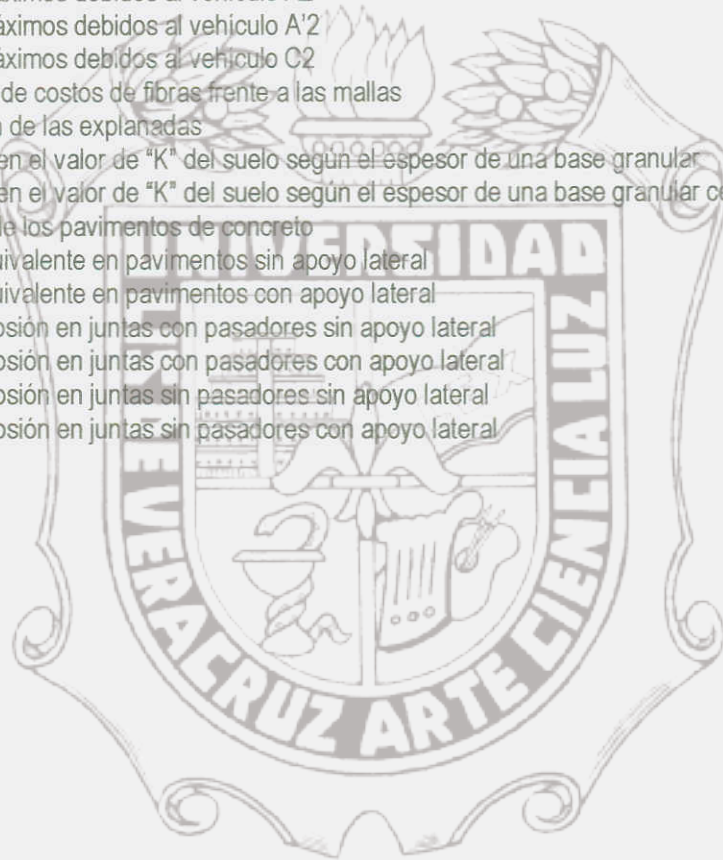 áximos debidos al vehículo A'2
áximos debidos al vehículo C2
de costos de fibras frente a las mallas
de las explanadas
en el valor de “K” del suelo según el espesor de una base granular
en el valor de “K” del suelo según el espesor de una base granular
de los pavimentos de concreto
uivalente en pavimentos sin apoyo lateral
uivalente en pavimentos con apoyo lateral
osión en juntas con pasadores sin apoyo lateral
osión en juntas con pasadores con apoyo lateral
osión en juntas sin pasadores sin apoyo lateral
osión en juntas sin pasadores con apoyo lateral
UNIVERSIDAD
DE VERACRUZ ARTE CIENCIA LUZ